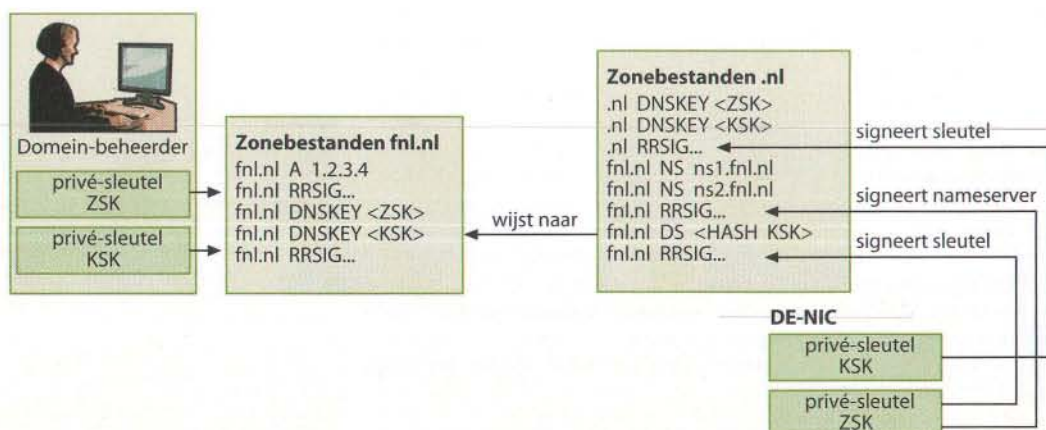 Domein-beheerder
privé-sleutel
ZSK
privé-sleutel
KSK
Zonebestanden fnl.nl
fnl.nl A 1.2.3.4
fnl.nl RRSIG...
fnl.nl DNSKEY <ZSK>
fnl.nl DNSKEY <KSK>
fnl.nl RRSIG...
wijst naar
Zonebestanden .nl
.nl DNSKEY <ZSK>
.nl DNSKEY <KSK>
.nl RRSIG...
fnl.nl NS ns1.fnl.nl
fnl.nl NS ns2.fnl.nl
fnl.nl RRSIG...
fnl.nl DS <HASH KSK>
fnl.nl RRSIG...
signeert sleutel
signeert nameserver
signeert sleutel
DE-NIC
privé-sleutel
KSK
privé-sleutel
ZSK